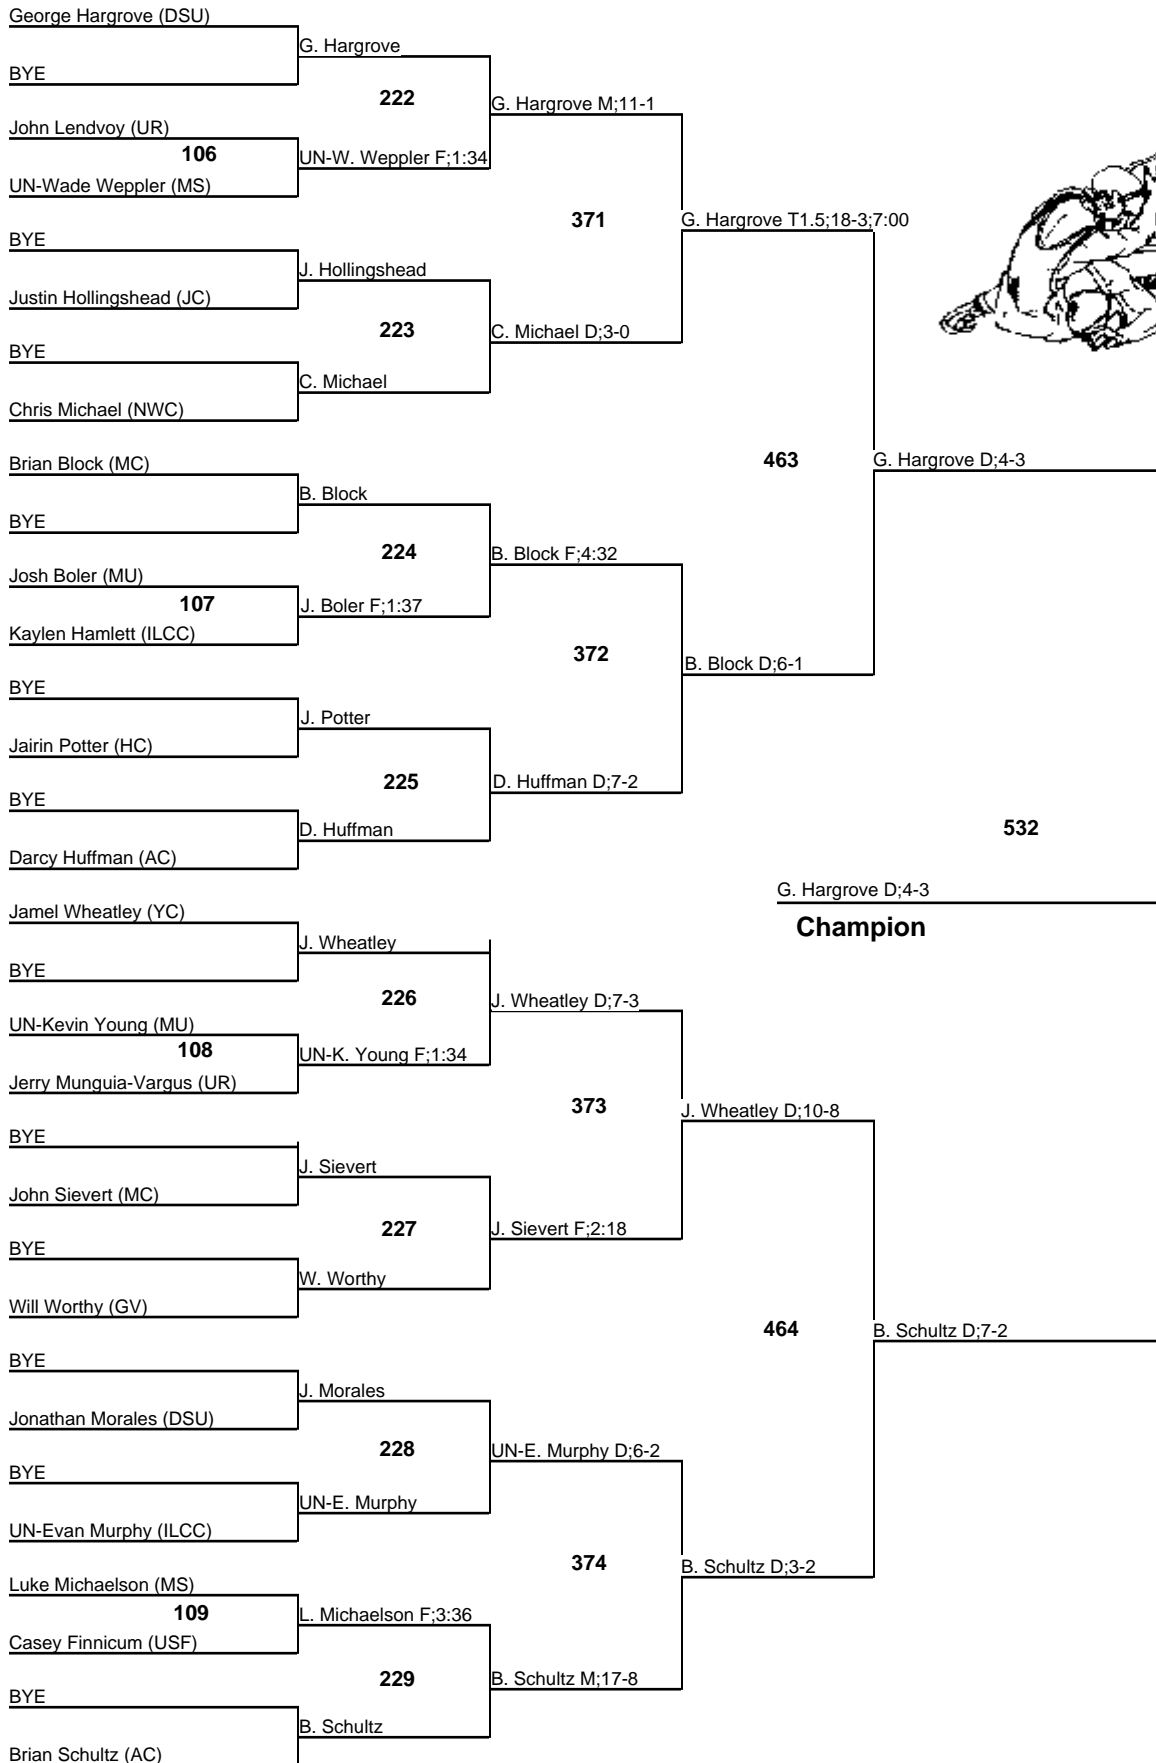 George Hargrove (DSU)
G. Hargrove
BYE
222
G. Hargrove M;11-1
John Lendvoy (UR)
106
UN-W. Weppler F;1:34
UN-Wade Weppler (MS)
371
G. Hargrove T1.5;18-3;7:00
BYE
J. Hollingshead
Justin Hollingshead (JC)
223
C. Michael D;3-0
BYE
C. Michael
Chris Michael (NWC)
463
G. Hargrove D;4-3
Brian Block (MC)
B. Block
BYE
224
B. Block F;4:32
Josh Boler (MU)
107
J. Boler F;1:37
Kaylen Hamlett (ILCC)
372
B. Block D;6-1
BYE
J. Potter
Jairin Potter (HC)
225
D. Huffman D;7-2
BYE
D. Huffman
Darcy Huffman (AC)
532
G. Hargrove D;4-3
Champion
Jamel Wheatley (YC)
J. Wheatley
BYE
226
J. Wheatley D;7-3
UN-Kevin Young (MU)
108
UN-K. Young F;1:34
Jerry Munguia-Vargus (UR)
373
J. Wheatley D;10-8
BYE
J. Sievert
John Sievert (MC)
227
J. Sievert F;2:18
BYE
W. Worthy
Will Worthy (GV)
464
B. Schultz D;7-2
BYE
J. Morales
Jonathan Morales (DSU)
228
UN-E. Murphy D;6-2
BYE
UN-E. Murphy
UN-Evan Murphy (ILCC)
374
B. Schultz D;3-2
Luke Michaelson (MS)
109
L. Michaelson F;3:36
Casey Finnicum (USF)
229
B. Schultz M;17-8
BYE
B. Schultz
Brian Schultz (AC)